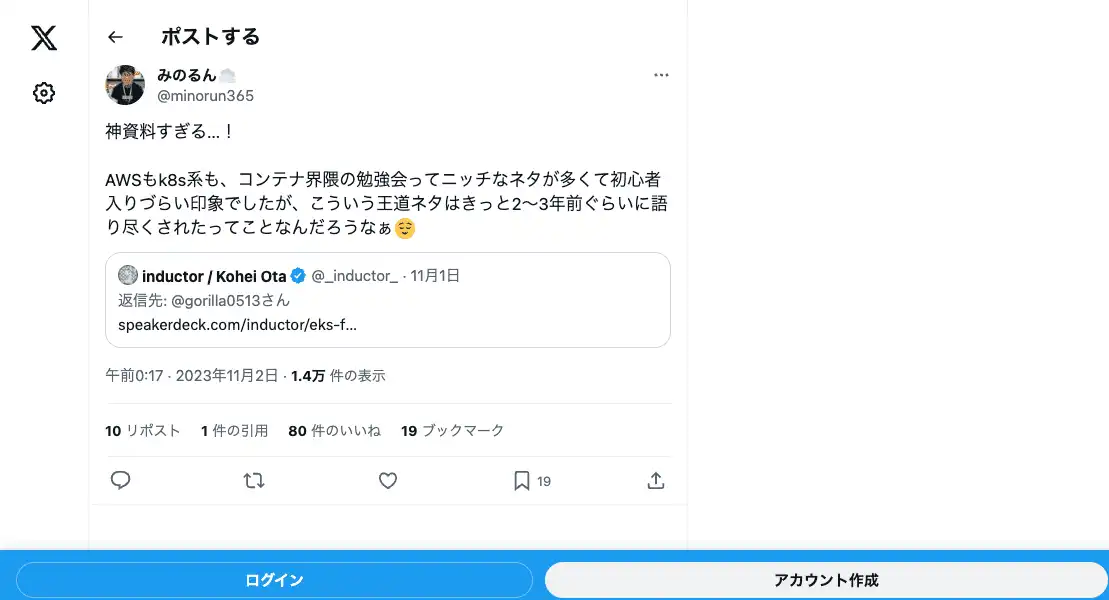 ポストする
みのるん☁️
@minorun365
神資料すぎる...！
AWSもk8s系も、コンテナ界隈の勉強会ってニッチなネタが多くて初心者
入りづらい印象でしたが、こういう王道ネタはきっと2〜3年前ぐらいに語
り尽くされたってことなんだろうなぁ😌
inductor / Kohei Ota @_inductor_ · 11月1日
返信先: @gorilla0513さん
speakerdeck.com/inductor/eks-f...
午前0:17 · 2023年11月2日 · 1.4万 件の表示
10 リポスト 1 件の引用 80 件のいいね 19 ブックマーク
19
ログイン アカウント作成